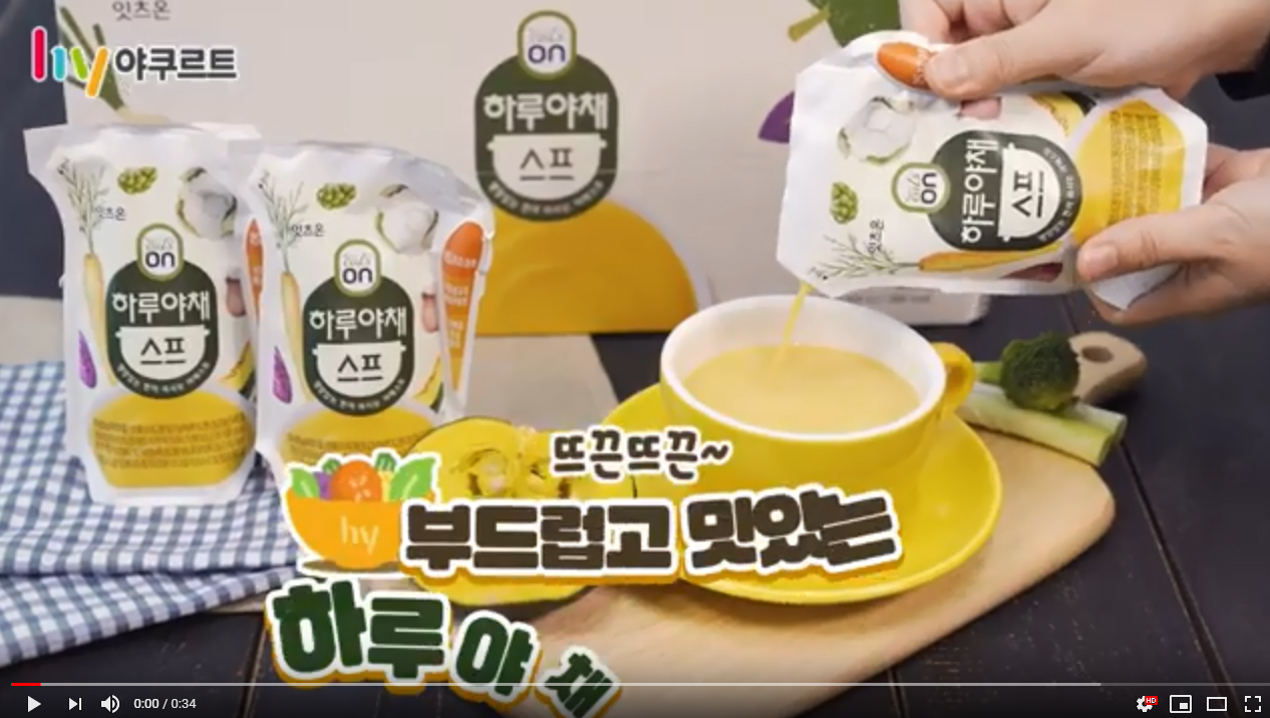 잇츠온
hy 야쿠르트
on
하루야채
스프
잇츠온
on
하루야채
스프
잇츠온
on
하루야채
스프
잇츠온
on
하루야채
스프
뜨끈뜨끈~
hy
부드럽고 맛있는
하루야채
0:00 / 0:34
HD